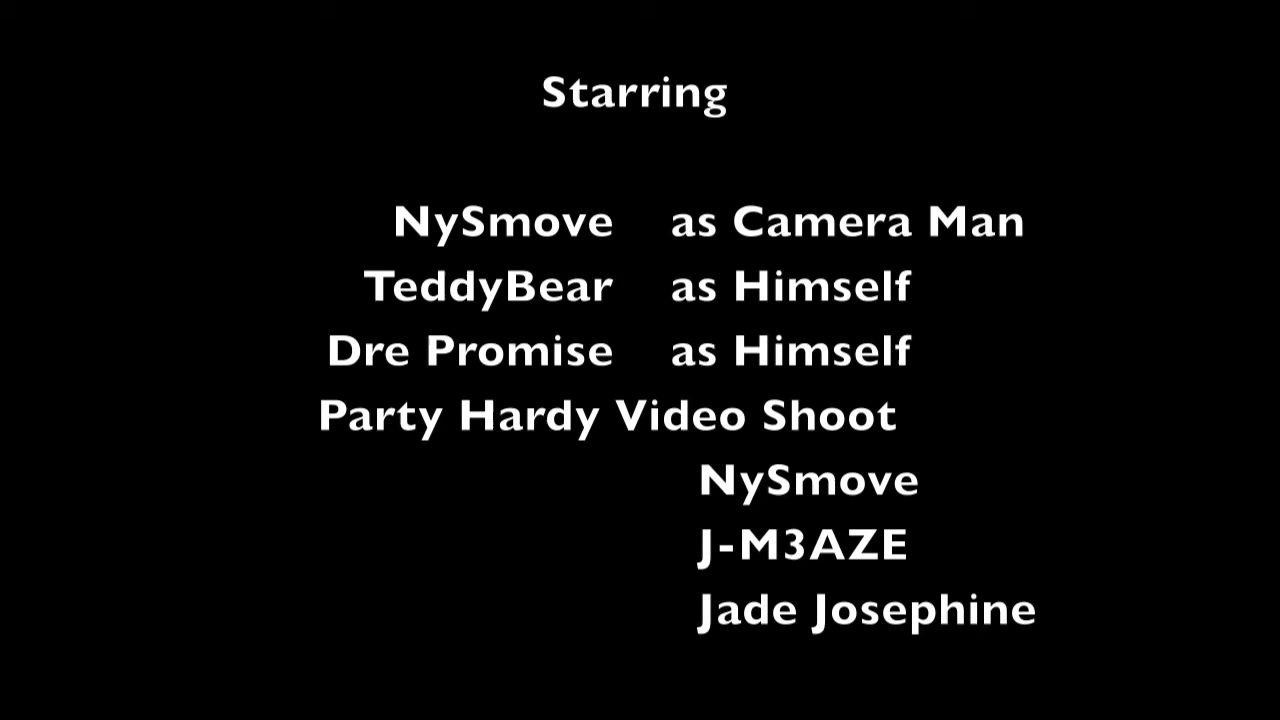 Starring
NySmove as Camera Man
TeddyBear as Himself
Dre Promise as Himself
Party Hardy Video Shoot
NySmove
J-M3AZE
Jade Josephine